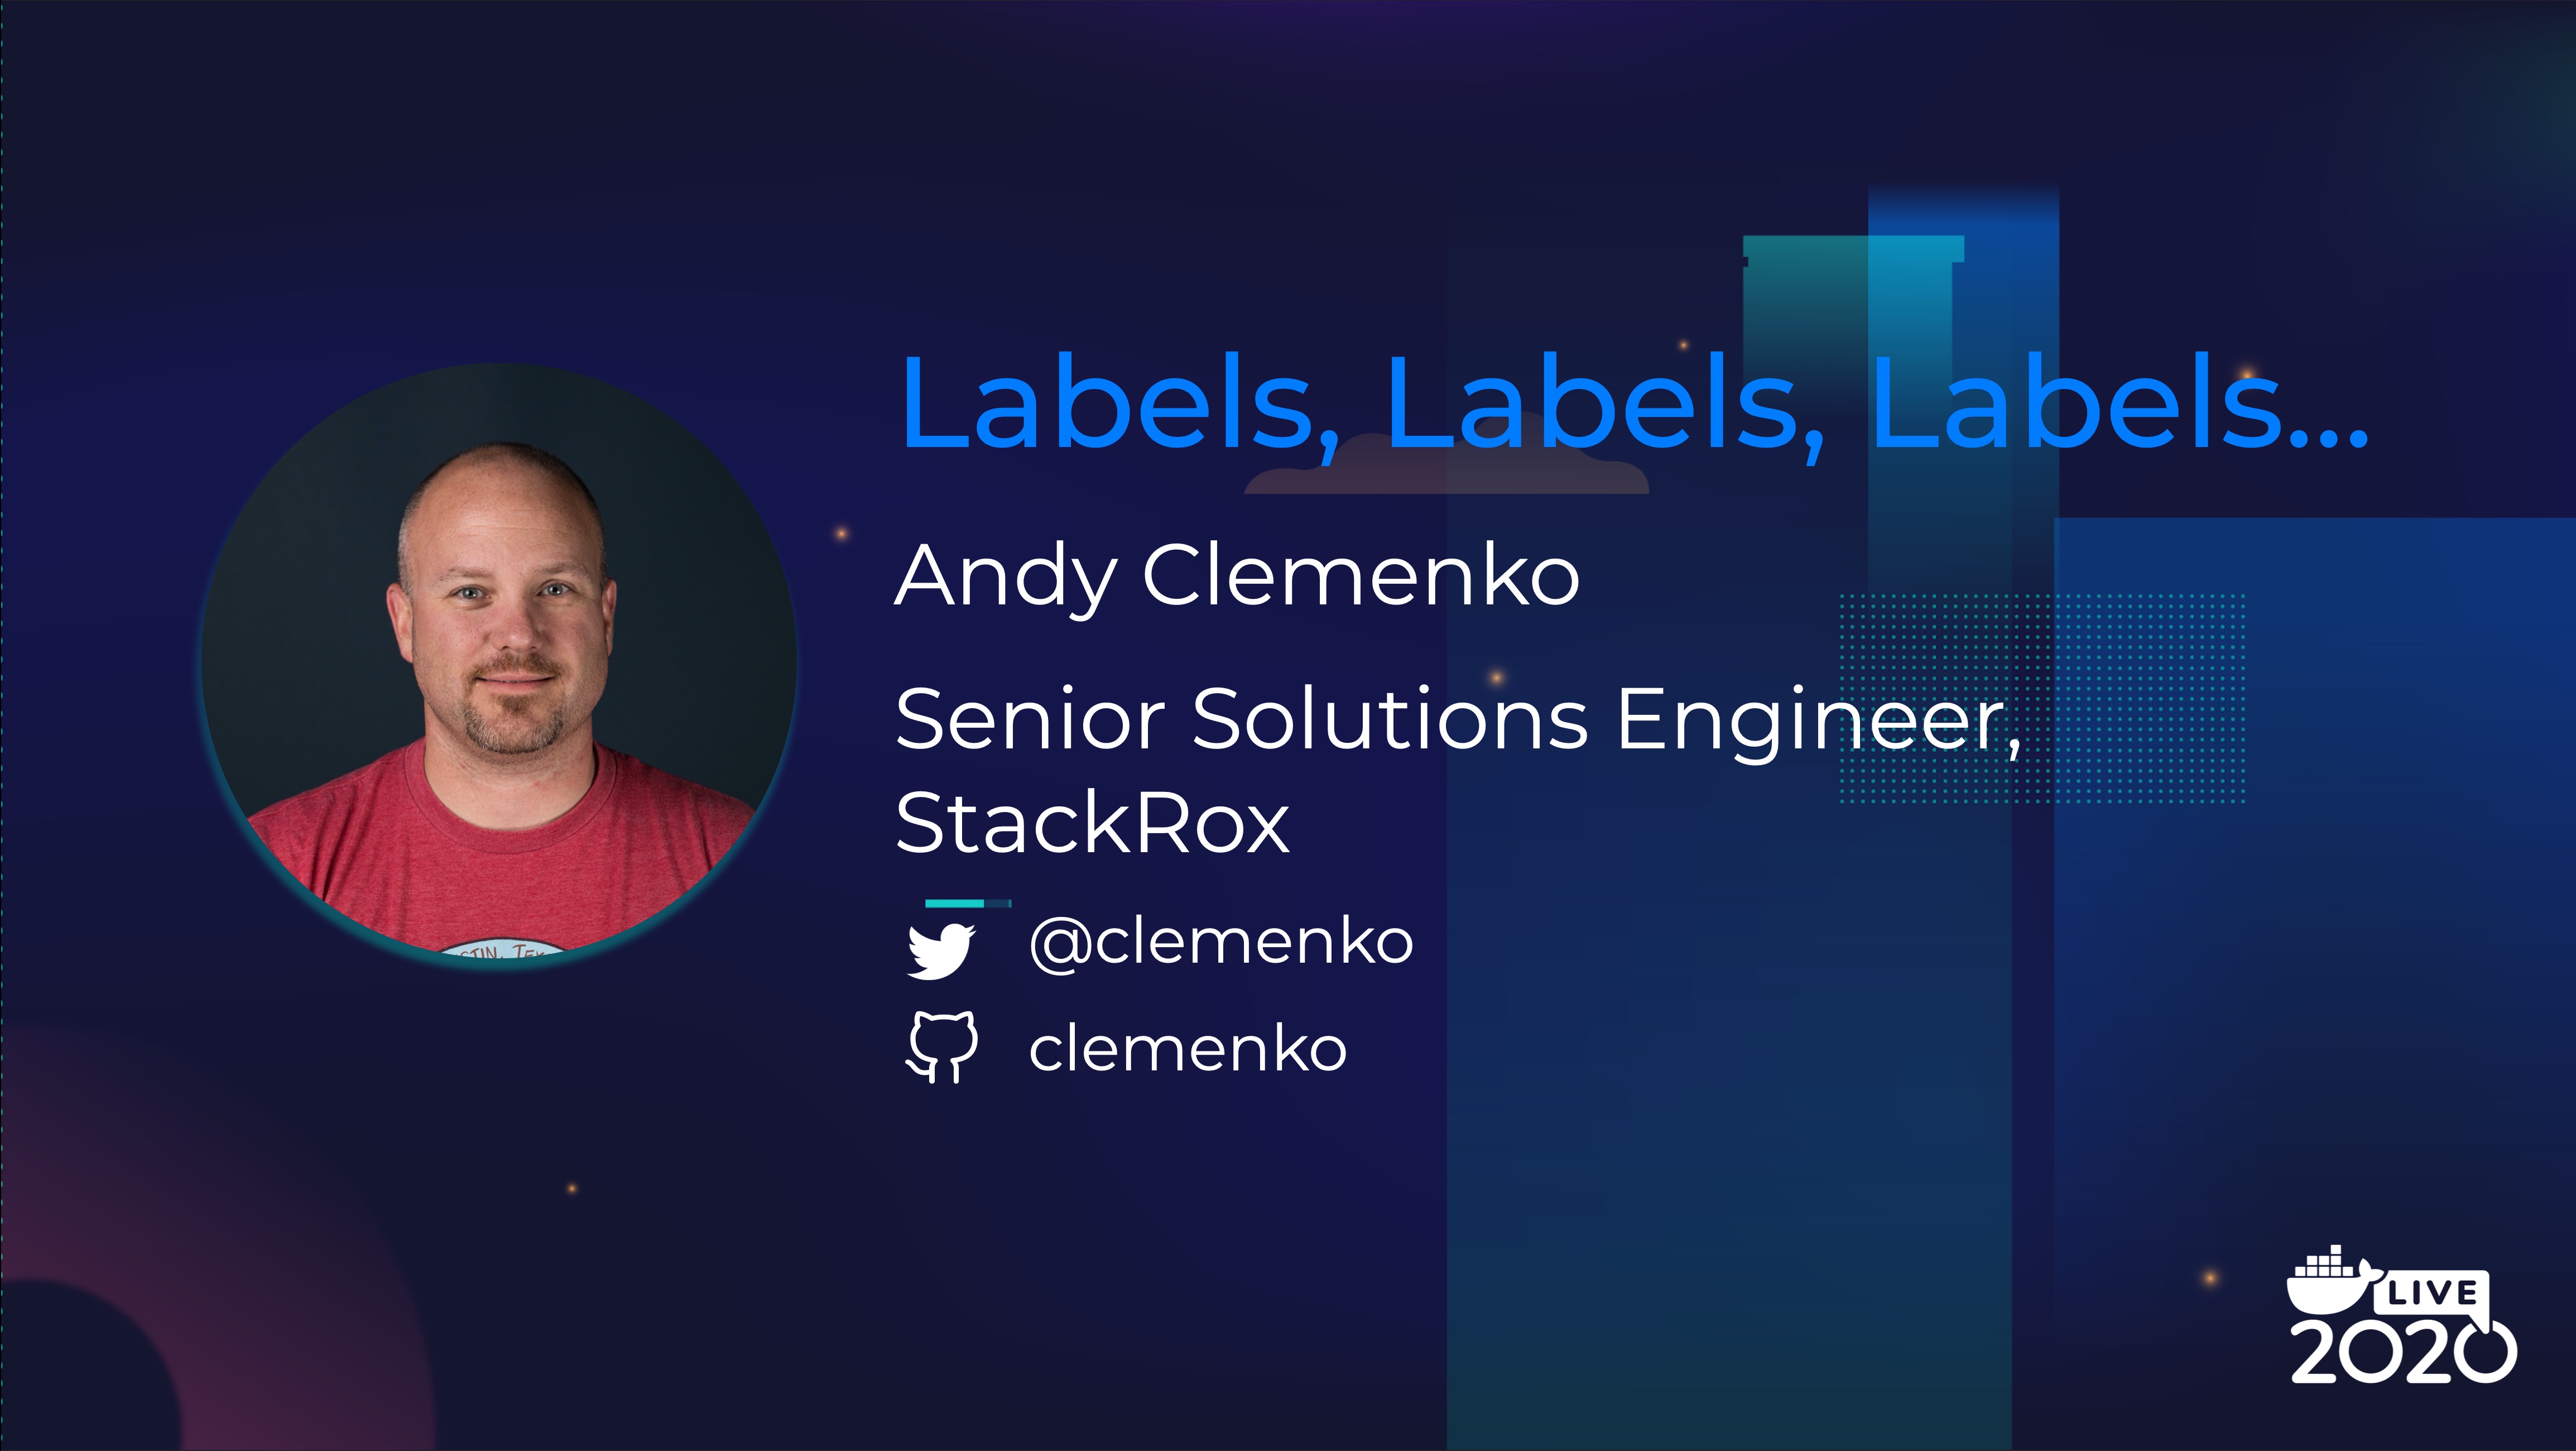 Labels, Labels, Labels...
Andy Clemenko
Senior Solutions Engineer,
StackRox
@clemenko
clemenko
LIVE
2020